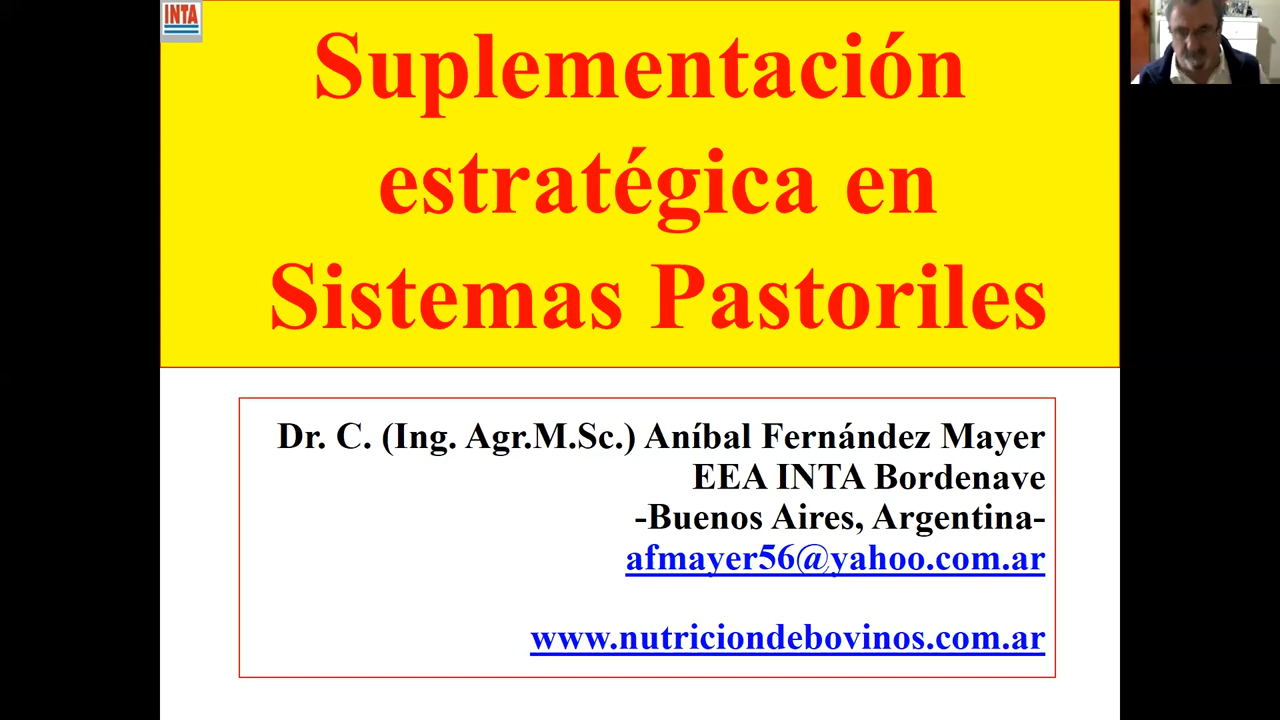 INTA
Suplementación
estratégica en
Sistemas Pastoriles
Dr. C. (Ing. Agr.M.Sc.) Aníbal Fernández Mayer
EEA INTA Bordenave
-Buenos Aires, Argentina-
afmayer56@yahoo.com.ar
www.nutriciondebovinos.com.ar